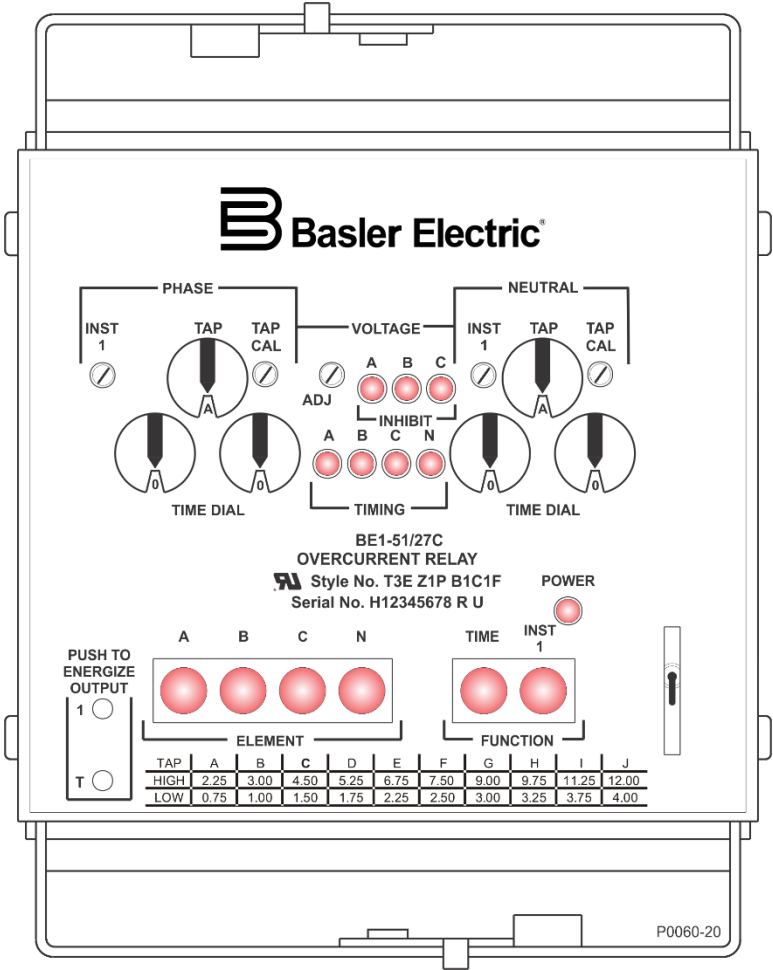 Basler Electric®
PHASE
NEUTRAL
INST 1
TAP
TAP CAL
VOLTAGE
INST 1
TAP
TAP CAL
A
A B C
A
ADJ
INHIBIT
A B C N
0 0
0 0
TIME DIAL
TIMING
TIME DIAL
BE1-51/27C
OVERCURRENT RELAY
RU Style No. T3E Z1P B1C1F
Serial No. H12345678 R U
POWER
A B C N
TIME
INST 1
PUSH TO
ENERGIZE
OUTPUT
1
T
ELEMENT
FUNCTION
TAP A B C D E F G H I J
HIGH 2.25 3.00 4.50 5.25 6.75 7.50 9.00 9.75 11.25 12.00
LOW 0.75 1.00 1.50 1.75 2.25 2.50 3.00 3.25 3.75 4.00
P0060-20